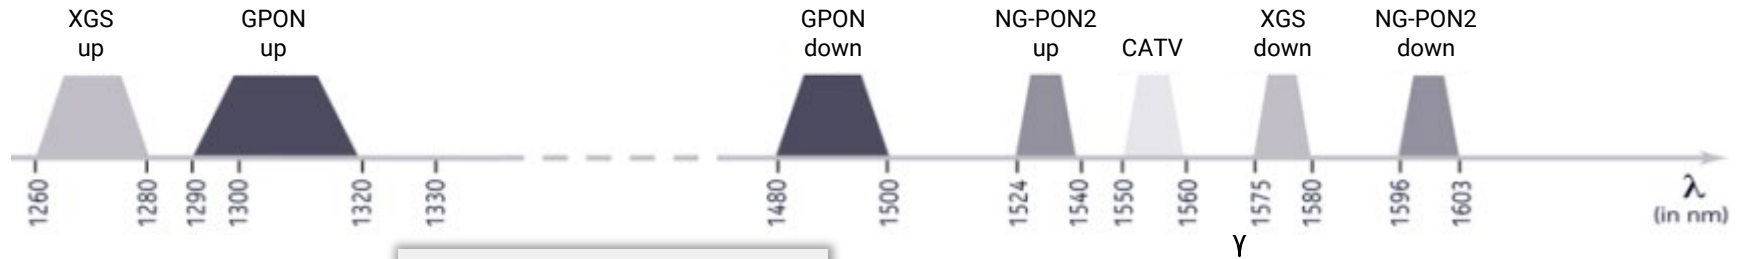 XGS
up
GPON
up
GPON
down
NG-PON2
up
CATV
XGS
down
NG-PON2
down
1260
1280
1290
1300
1320
1330
1480
1500
1524
1540
1550
1560
1575
1580
1596
1603
λ
(in nm)
γ